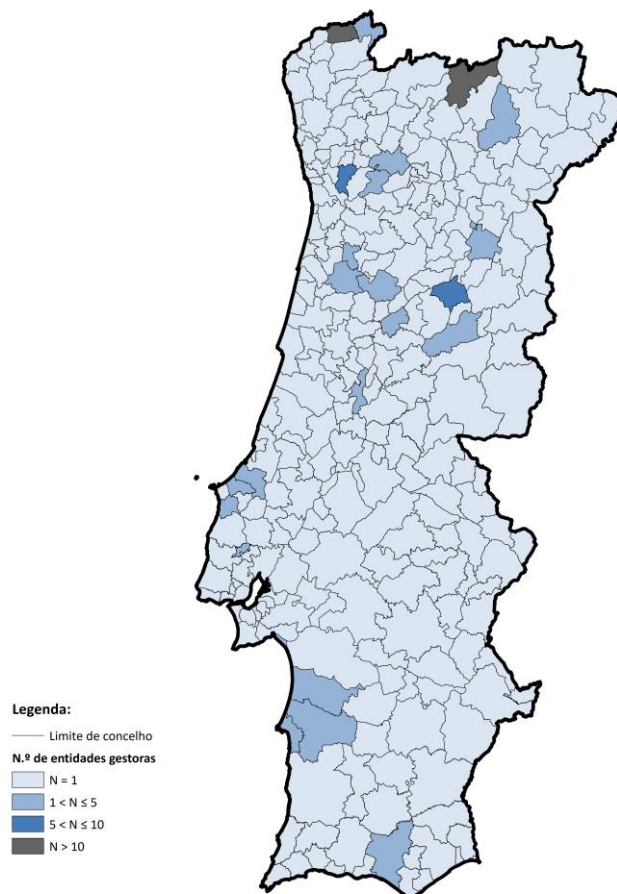 Legenda:
Limite de concelho
N.º de entidades gestoras
N = 1
1 < N ≤ 5
5 < N ≤ 10
N > 10